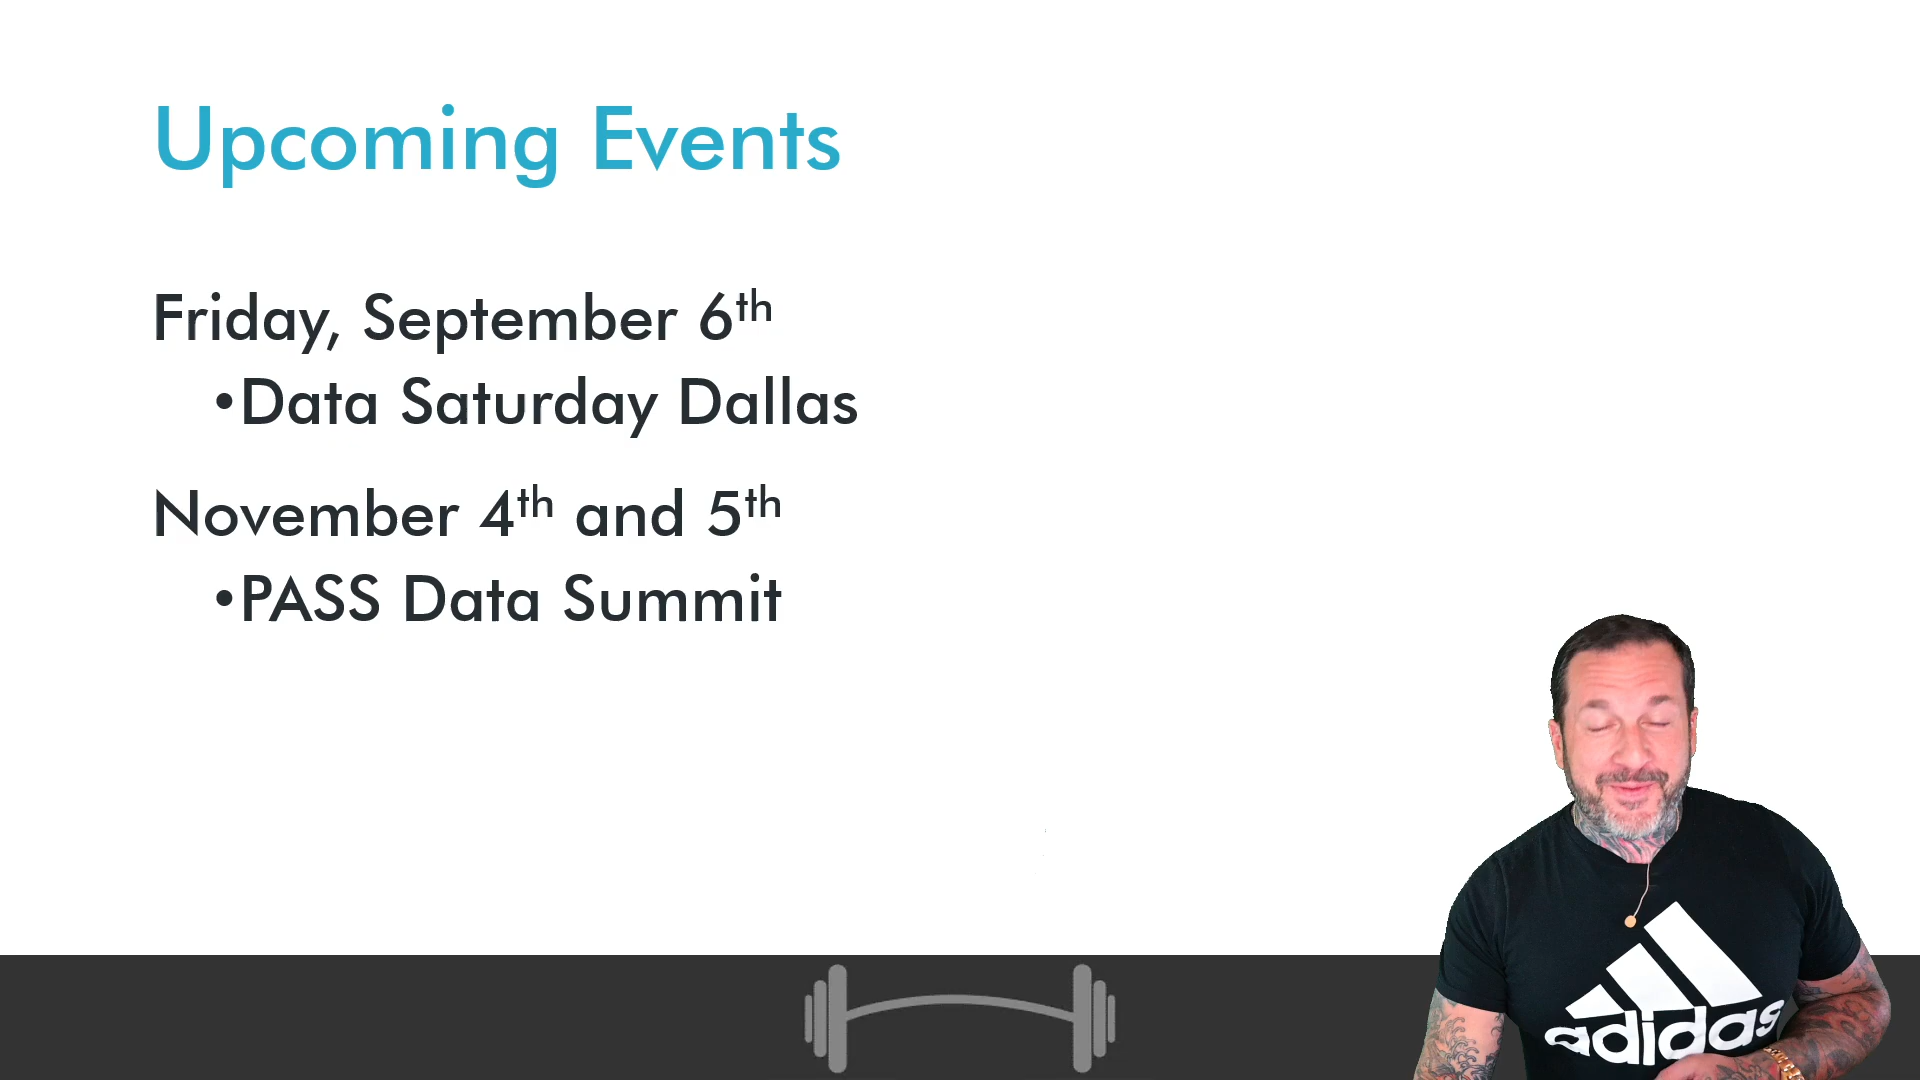 Upcoming Events
Friday, September 6th
•Data Saturday Dallas
November 4th and 5th
•PASS Data Summit
adidas